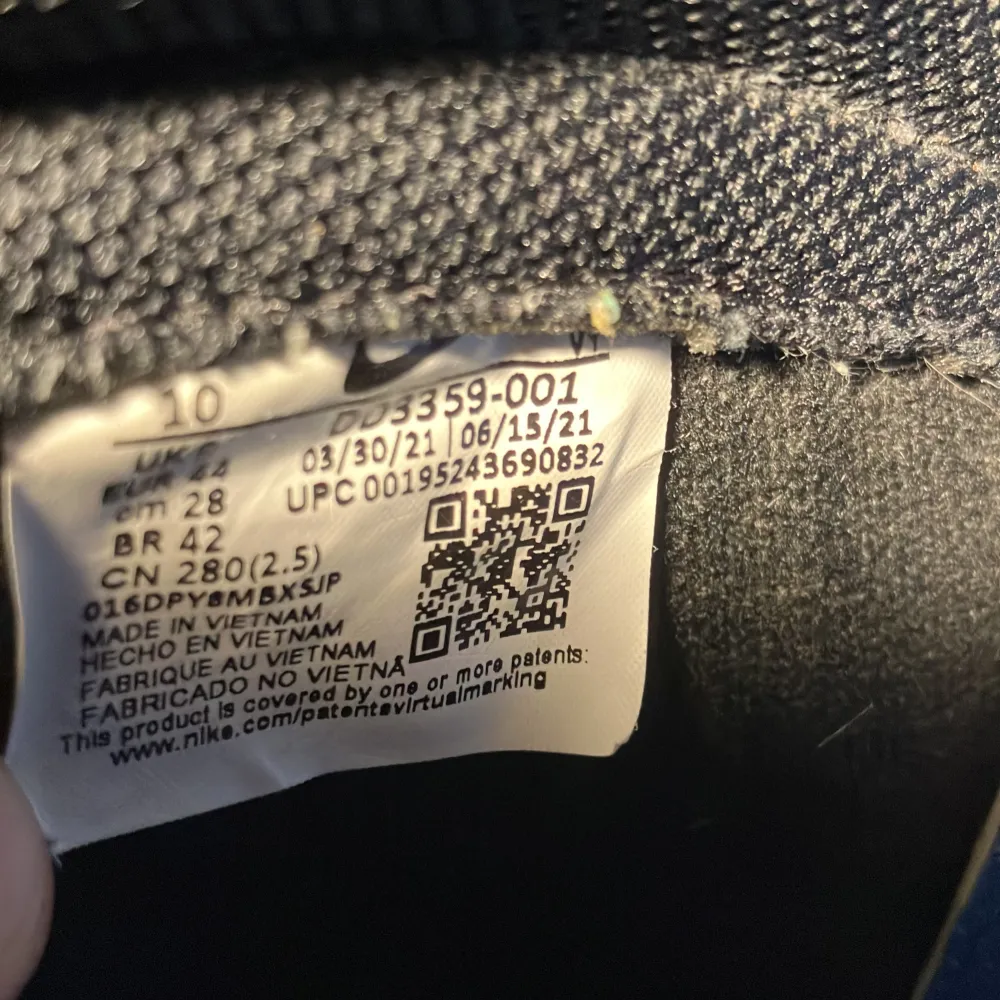 10
UK 9
EUR 44
cm 28
BR 42
CN 280(2.5)
016DPY8MBXSJP
MADE IN VIETNAM
HECHO EN VIETNAM
FABRIQUE AU VIETNAM
FABRICADO NO VIETNÃ
This product is covered by one or more patents:
www.nike.com/patentsvirtualmarking
DD3359-001
03/30/21 | 06/15/21
UPC 00195243690832